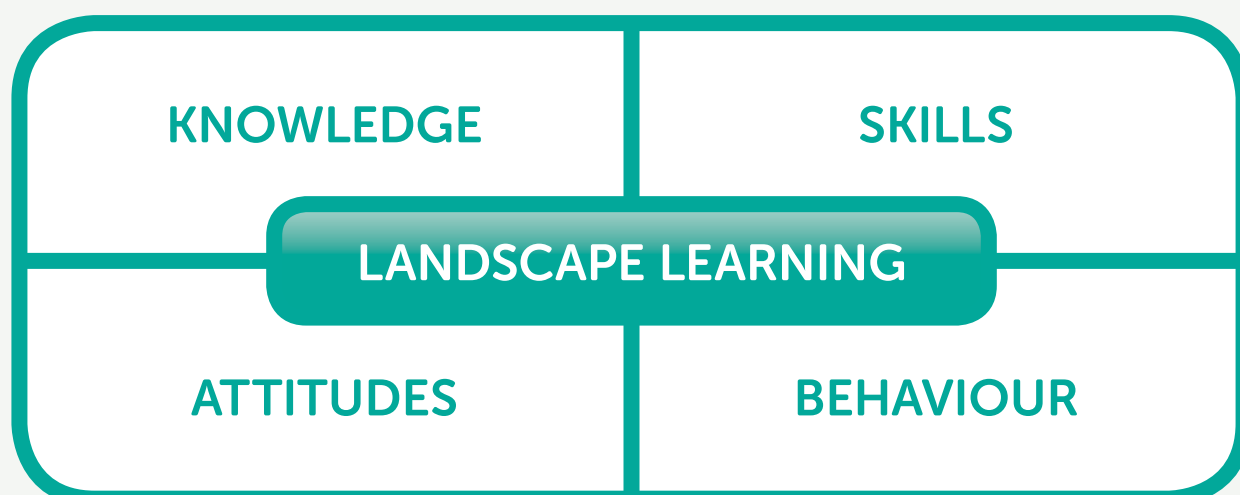 KNOWLEDGE
SKILLS
LANDSCAPE LEARNING
ATTITUDES
BEHAVIOUR